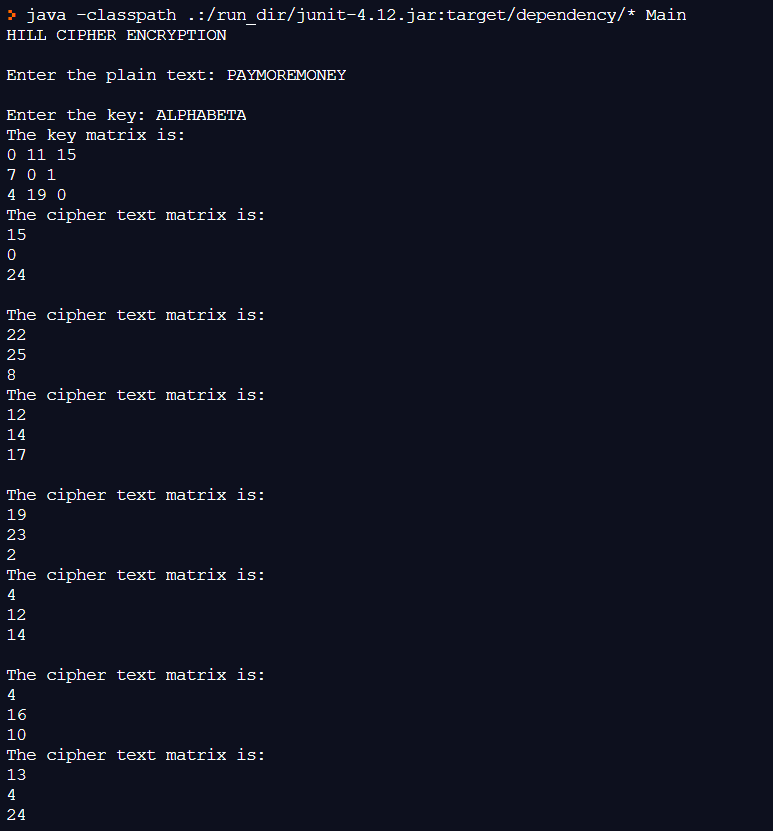 > java -classpath .:/run_dir/junit-4.12.jar:target/dependency/* Main
HILL CIPHER ENCRYPTION
Enter the plain text: PAYMOREMONEY
Enter the key: ALPHABETA
The key matrix is:
0 11 15
7 0 1
4 19 0
The cipher text matrix is:
15
0
24
The cipher text matrix is:
22
25
8
The cipher text matrix is:
12
14
17
The cipher text matrix is:
19
23
2
The cipher text matrix is:
4
12
14
The cipher text matrix is:
4
16
10
The cipher text matrix is:
13
4
24